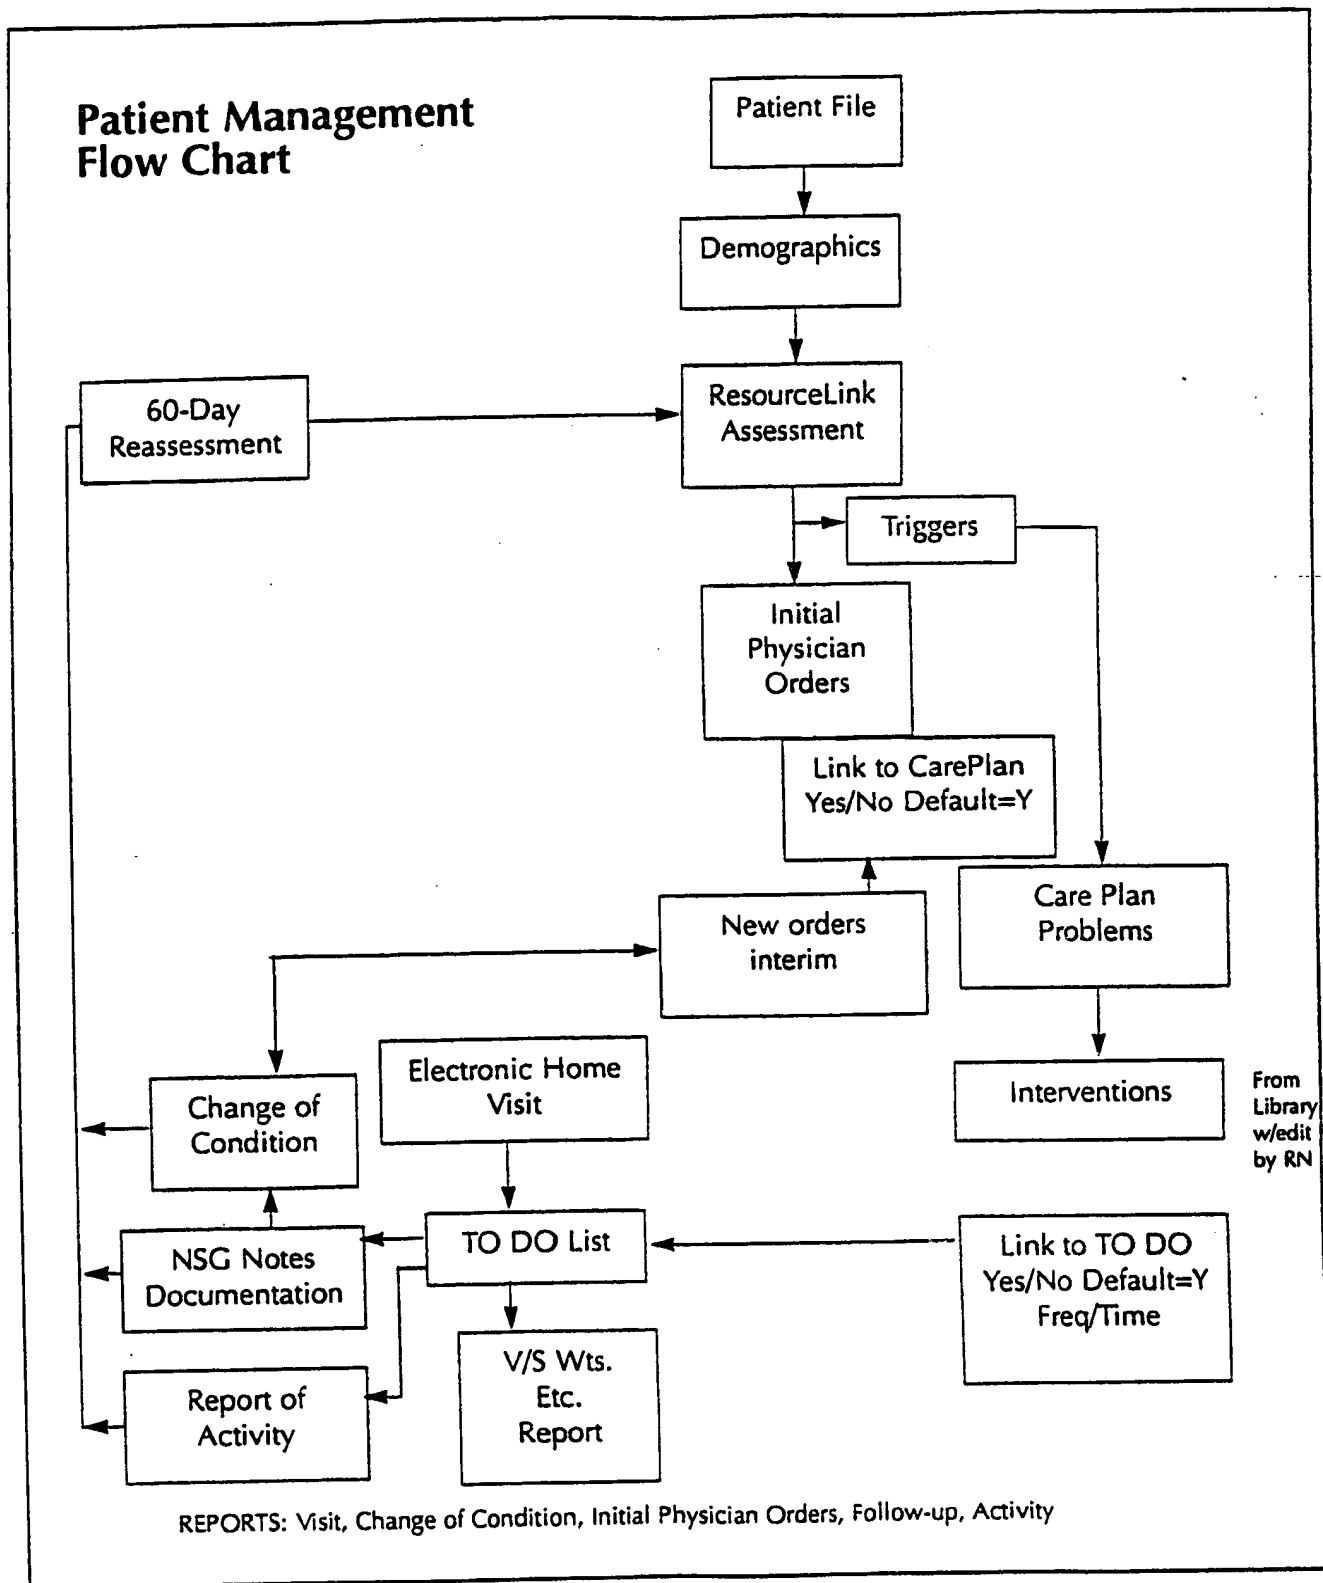 Patient Management
Flow Chart
Patient File
Demographics
60-Day
Reassessment
ResourceLink
Assessment
Triggers
Initial
Physician
Orders
Link to CarePlan
Yes/No Default=Y
New orders
interim
Care Plan
Problems
Electronic Home
Visit
Change of
Condition
Interventions
From
Library
w/edit
by RN
NSG Notes
Documentation
TO DO List
Link to TO DO
Yes/No Default=Y
Freq/Time
V/S Wts.
Etc.
Report
Report of
Activity
REPORTS: Visit, Change of Condition, Initial Physician Orders, Follow-up, Activity